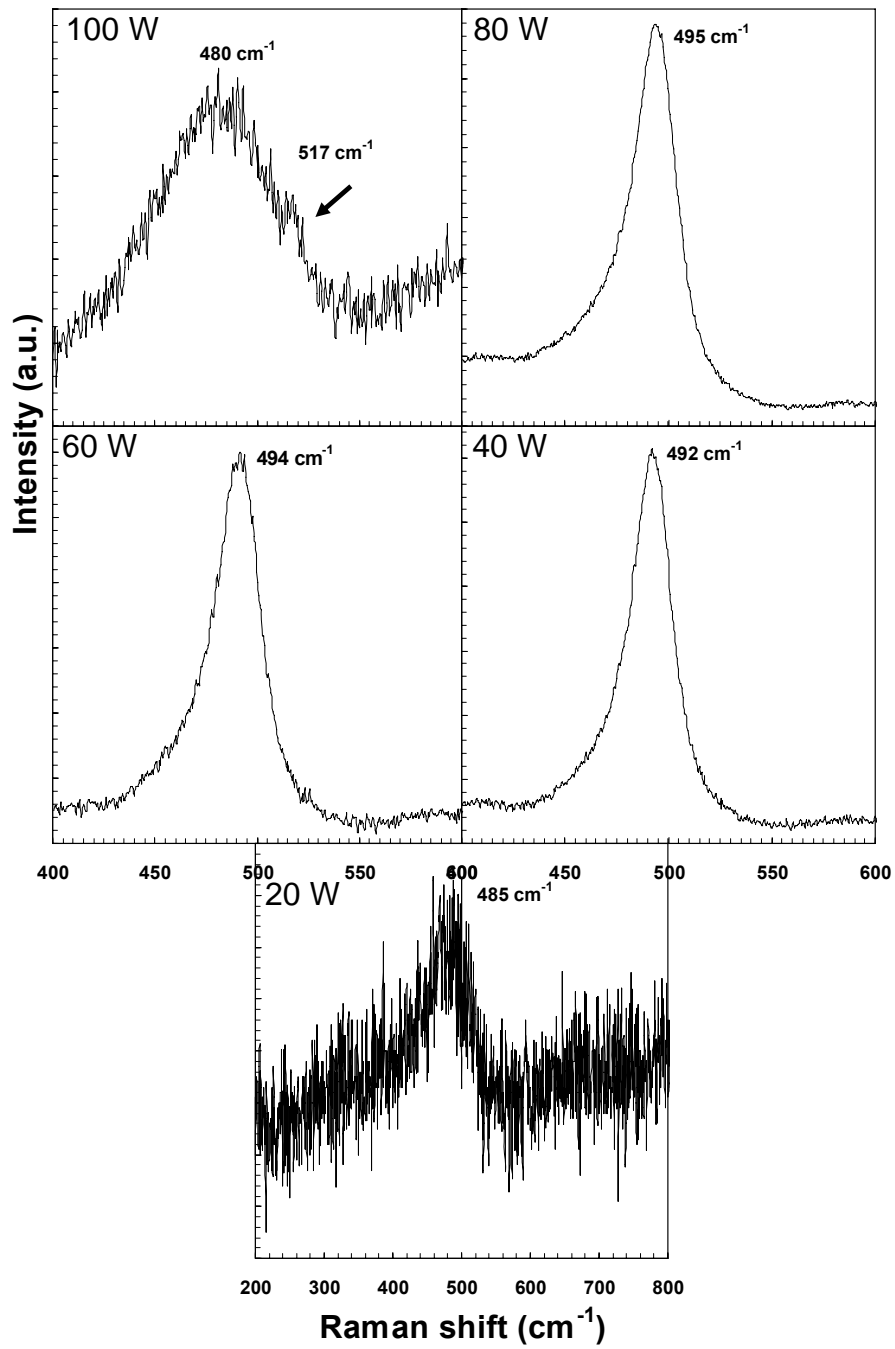 100 W
480 cm⁻¹
517 cm⁻¹
80 W
495 cm⁻¹
Intensity (a.u.)
60 W
494 cm⁻¹
40 W
492 cm⁻¹
400 450 500 550 600
400 450 500 550 600
20 W
485 cm⁻¹
200 300 400 500 600 700 800
Raman shift (cm⁻¹)